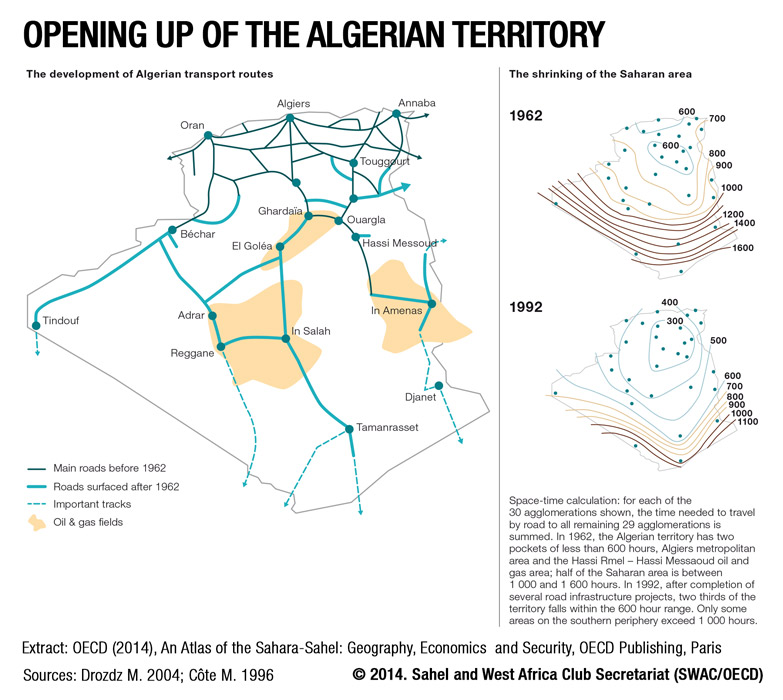 OPENING UP OF THE ALGERIAN TERRITORY
The development of Algerian transport routes
Algiers
Annaba
Oran
Touggourt
Ghardaïa
Ouargla
Béchar
El Goléa
Hassi Messoud
Tindouf
Adrar
In Amenas
In Salah
Reggane
Djanet
Tamanrasset
Main roads before 1962
Roads surfaced after 1962
Important tracks
Oil & gas fields
The shrinking of the Saharan area
1962
600
700
600
800
900
1000
1200
1400
1600
1992
400
300
500
600
700
800
900
1000
1100
Space-time calculation: for each of the
30 agglomerations shown, the time needed to travel
by road to all remaining 29 agglomerations is
summed. In 1962, the Algerian territory has two
pockets of less than 600 hours, Algiers metropolitan
area and the Hassi Rmel – Hassi Messaoud oil and
gas area; half of the Saharan area is between
1 000 and 1 600 hours. In 1992, after completion of
several road infrastructure projects, two thirds of the
territory falls within the 600 hour range. Only some
areas on the southern periphery exceed 1 000 hours.
Extract: OECD (2014), An Atlas of the Sahara-Sahel: Geography, Economics and Security, OECD Publishing, Paris
Sources: Drozdz M. 2004; Côte M. 1996
© 2014. Sahel and West Africa Club Secretariat (SWAC/OECD)